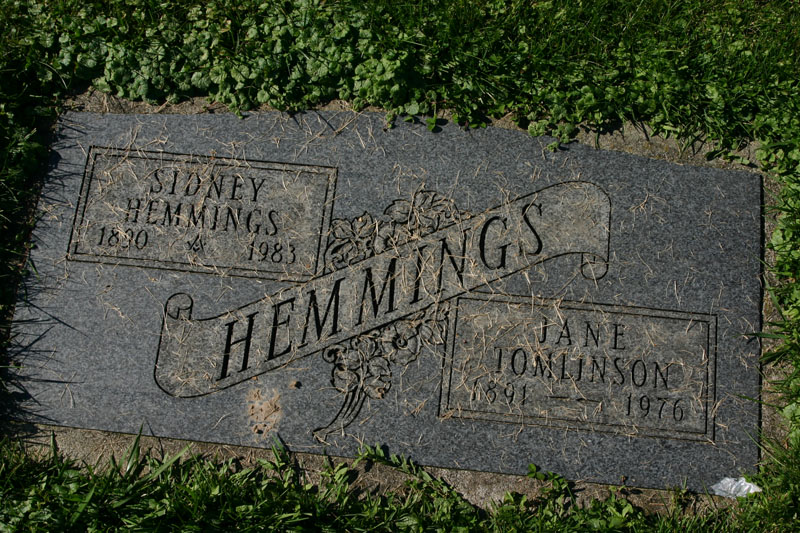 SIDNEY
HEMMINGS
1890 1983
HEMMINGS
JANE
TOMLINSON
1891 — 1976